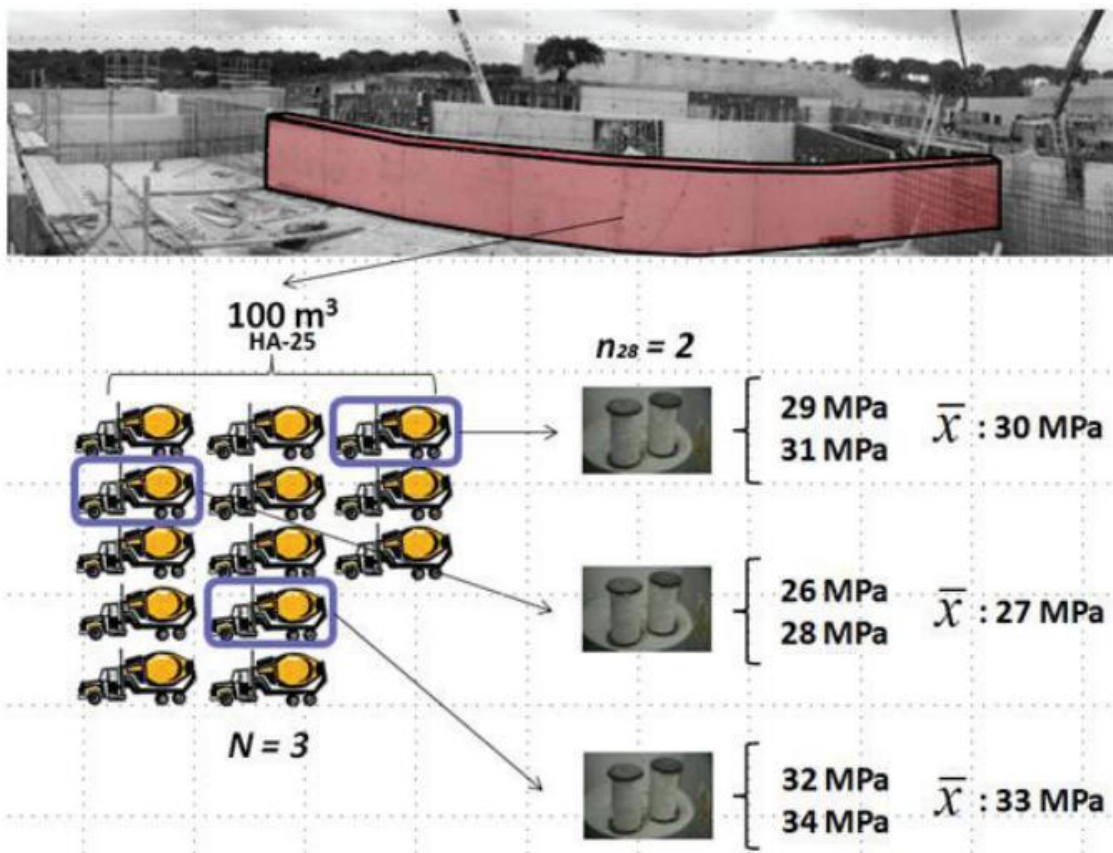 100 m³
HA-25
n28 = 2
29 MPa
31 MPa
x̄ : 30 MPa
26 MPa
28 MPa
x̄ : 27 MPa
N = 3
32 MPa
34 MPa
x̄ : 33 MPa